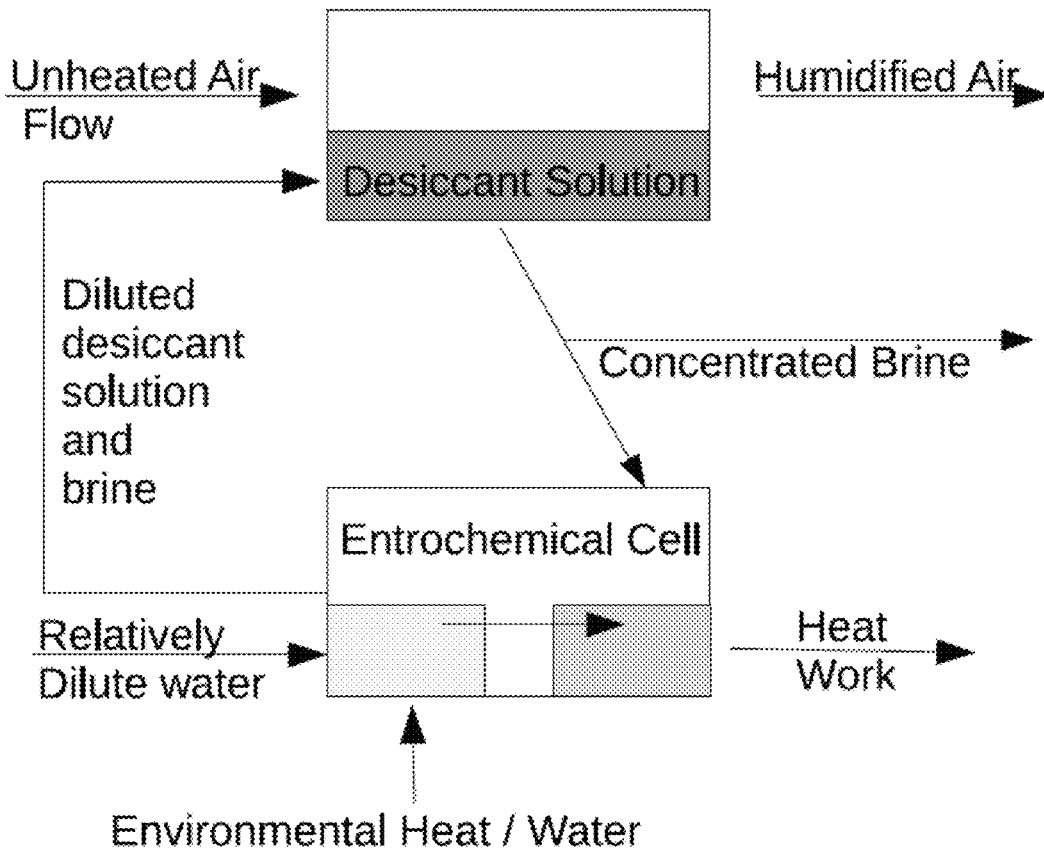 Unheated Air
Flow
Humidified Air
Desiccant Solution
Diluted
desiccant
solution
and
brine
Concentrated Brine
Entrochemical Cell
Relatively
Dilute water
Heat
Work
Environmental Heat / Water